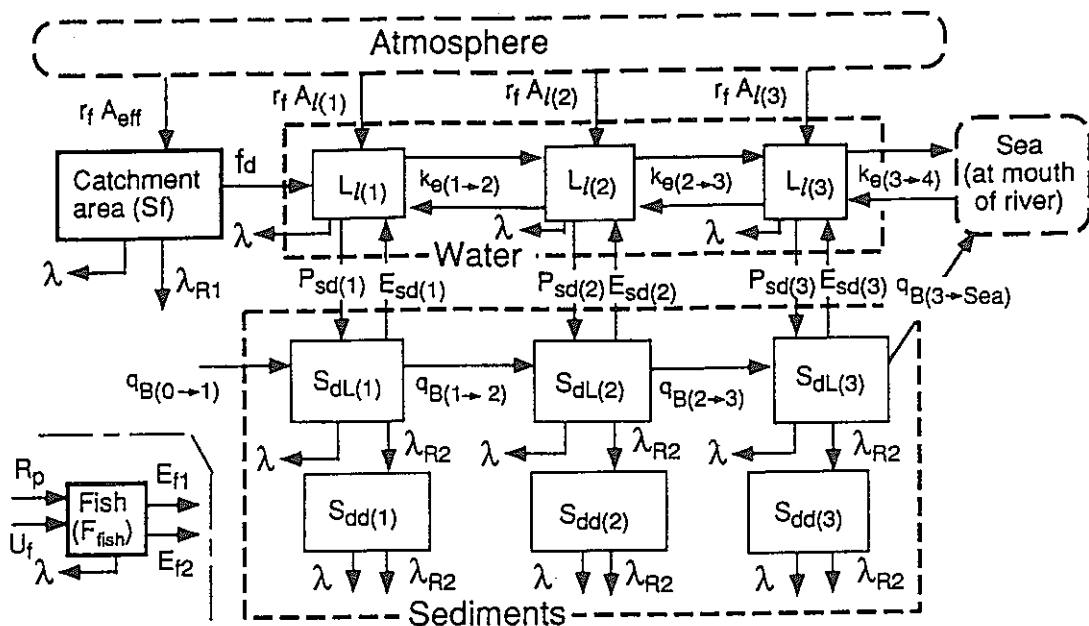 Atmosphere
r_f A_eff
r_f A_l(1)
r_f A_l(2)
r_f A_l(3)
Catchment area (Sf)
f_d
L_l(1)
k_e(1→2)
L_l(2)
k_e(2→3)
L_l(3)
k_e(3→4)
Sea
(at mouth
of river)
λ
λ
λ
λ
λ_R1
Water
P_sd(1)
E_sd(1)
P_sd(2)
E_sd(2)
P_sd(3)
E_sd(3)
q_B(3→Sea)
q_B(0→1)
S_dL(1)
q_B(1→2)
S_dL(2)
q_B(2→3)
S_dL(3)
λ
λ_R2
λ
λ_R2
λ
λ_R2
R_p
U_f
Fish
(F_fish)
E_f1
E_f2
λ
S_dd(1)
S_dd(2)
S_dd(3)
λ
λ_R2
λ
λ_R2
λ
λ_R2
Sediments